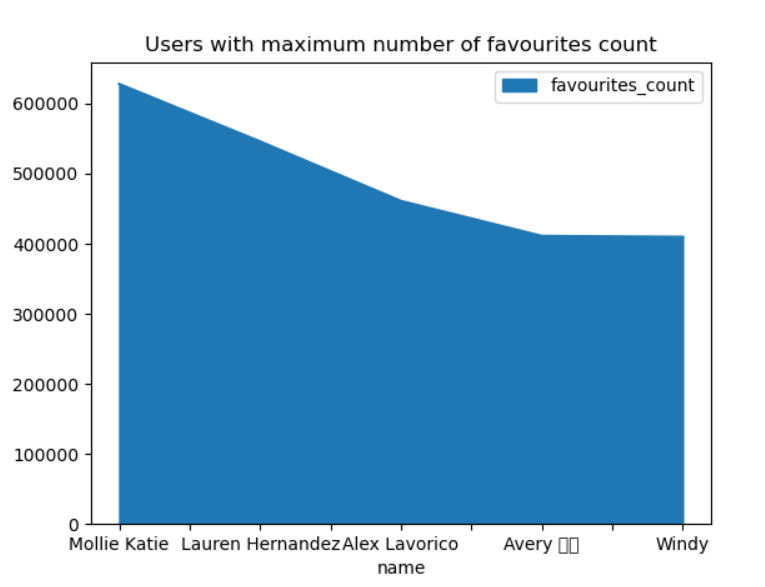 Users with maximum number of favourites count
favourites_count
600000
500000
400000
300000
200000
100000
0
Mollie Katie Lauren Hernandez Alex Lavorico Avery Windy
name